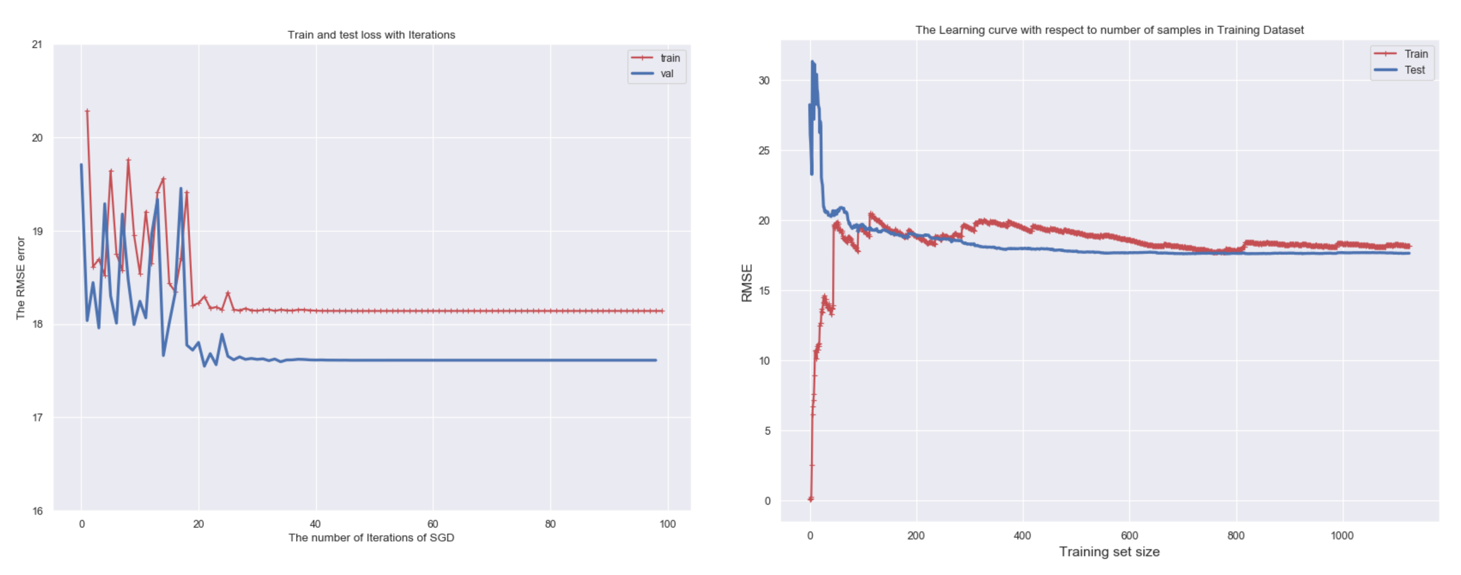 Train and test loss with Iterations
train
val
The RMSE error
21
20
19
18
17
16
0
20
40
60
80
100
The number of Iterations of SGD
The Learning curve with respect to number of samples in Training Dataset
Train
Test
RMSE
30
25
20
15
10
5
0
0
200
400
600
800
1000
Training set size